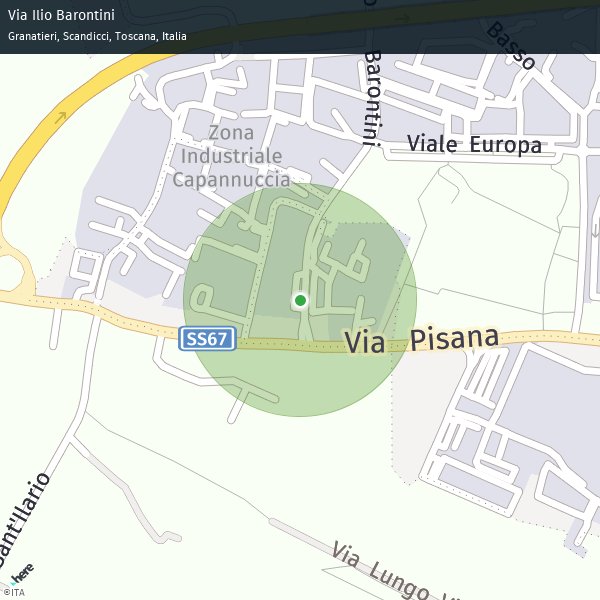 Via Ilio Barontini
Granatieri, Scandicci, Toscana, Italia
Basso
Barontini
Viale Europa
Zona
Industriale
Capannuccia
SS67
Via Pisana
Sant'Ilario
Via Lungo
here
©ITA